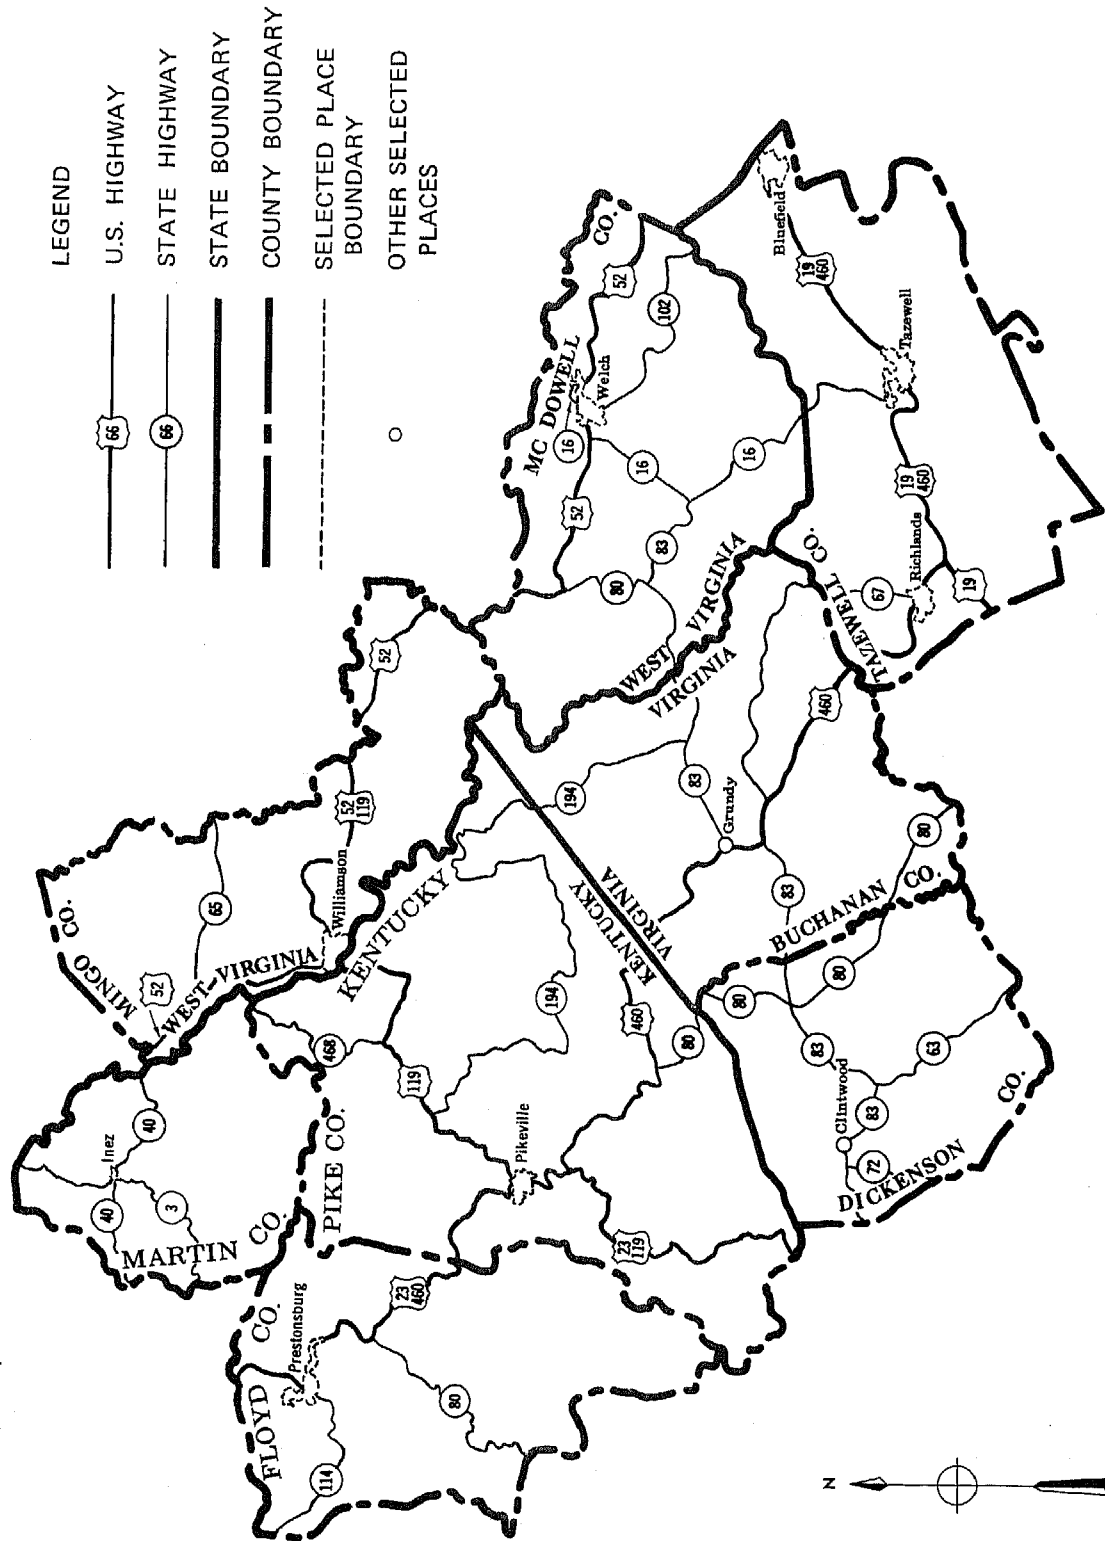 LEGEND
66
U.S. HIGHWAY
66
STATE HIGHWAY
STATE BOUNDARY
COUNTY BOUNDARY
SELECTED PLACE
BOUNDARY
OTHER SELECTED
PLACES
MINGO CO.
52
65
WEST VIRGINIA
Williamson
52
119
52
KENTUCKY
MARTIN CO.
40
Inez
40
3
PIKE CO.
468
119
194
194
Pikeville
460
80
23
119
KENTUCKY
VIRGINIA
FLOYD CO.
Prestonsburg
114
23
460
80
MC DOWELL CO.
16
Welch
52
52
102
16
16
83
80
WEST VIRGINIA
VIRGINIA
83
Grundy
460
83
80
BUCHANAN CO.
TAZEWELL CO.
67
Richlands
19
19
460
Tazewell
19
460
Bluefield
80
80
83
63
Clintwood
83
72
DICKENSON CO.
N